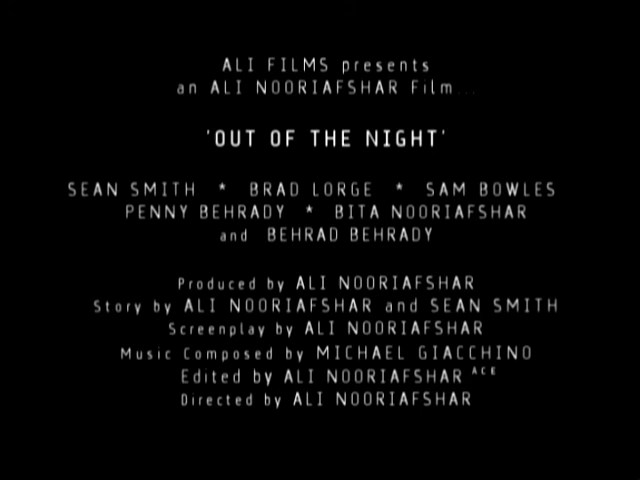 ALI FILMS presents
an ALI NOORIAFSHAR Film...
'OUT OF THE NIGHT'
SEAN SMITH * BRAD LORGE * SAM BOWLES
PENNY BEHRADY * BITA NOORIAFSHAR
and BEHRAD BEHRADY
Produced by ALI NOORIAFSHAR
Story by ALI NOORIAFSHAR and SEAN SMITH
Screenplay by ALI NOORIAFSHAR
Music Composed by MICHAEL GIACCHINO
Edited by ALI NOORIAFSHAR ACE
Directed by ALI NOORIAFSHAR